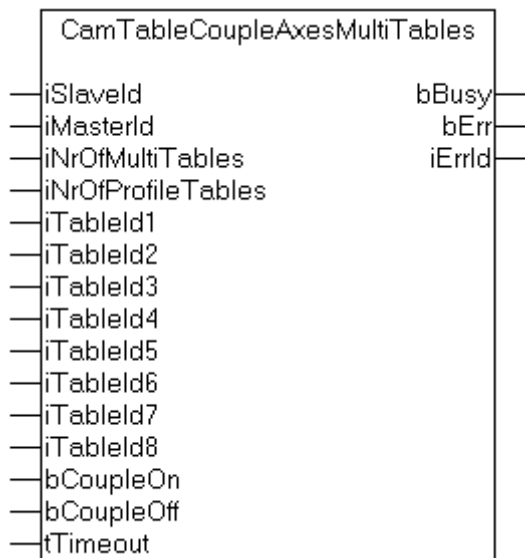 CamTableCoupleAxesMultiTables
iSlaveId bBusy
iMasterId bErr
iNrOfMultiTables iErrId
iNrOfProfileTables
iTableId1
iTableId2
iTableId3
iTableId4
iTableId5
iTableId6
iTableId7
iTableId8
bCoupleOn
bCoupleOff
tTimeout